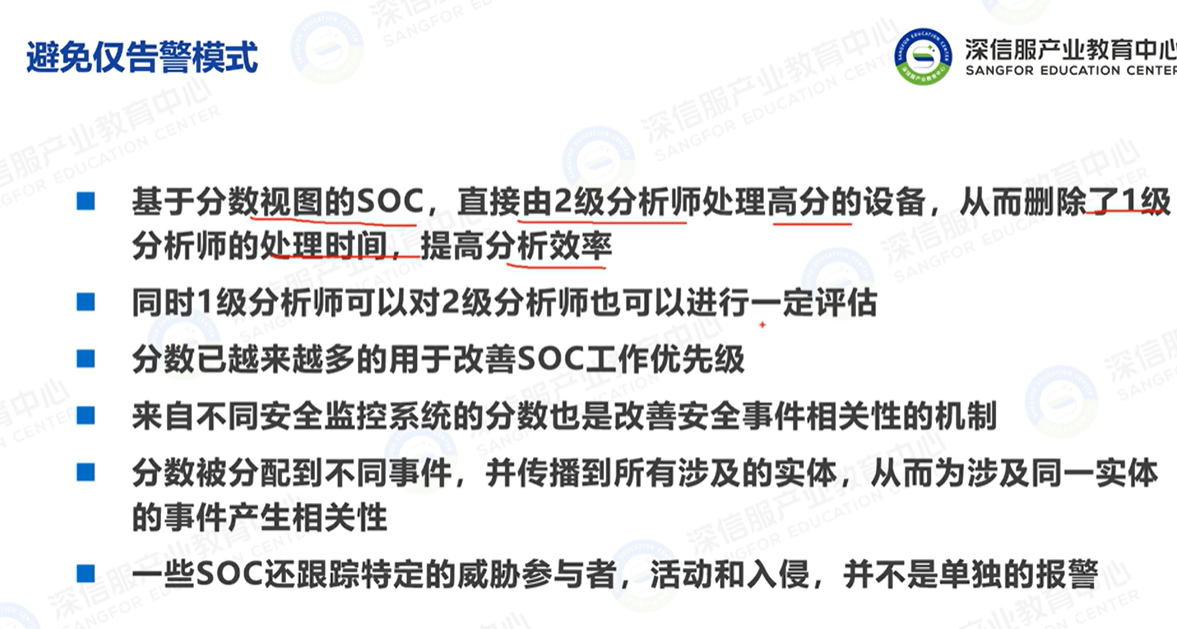 避免仅告警模式
深信服产业教育中心
SANGFOR EDUCATION CENTER
基于分数视图的SOC，直接由2级分析师处理高分的设备，从而删除了1级
分析师的处理时间，提高分析效率
同时1级分析师可以对2级分析师也可以进行一定评估
分数已越来越多的用于改善SOC工作优先级
来自不同安全监控系统的分数也是改善安全事件相关性的机制
分数被分配到不同事件，并传播到所有涉及的实体，从而为涉及同一实体
的事件产生相关性
一些SOC还跟踪特定的威胁参与者，活动和入侵，并不是单独的报警